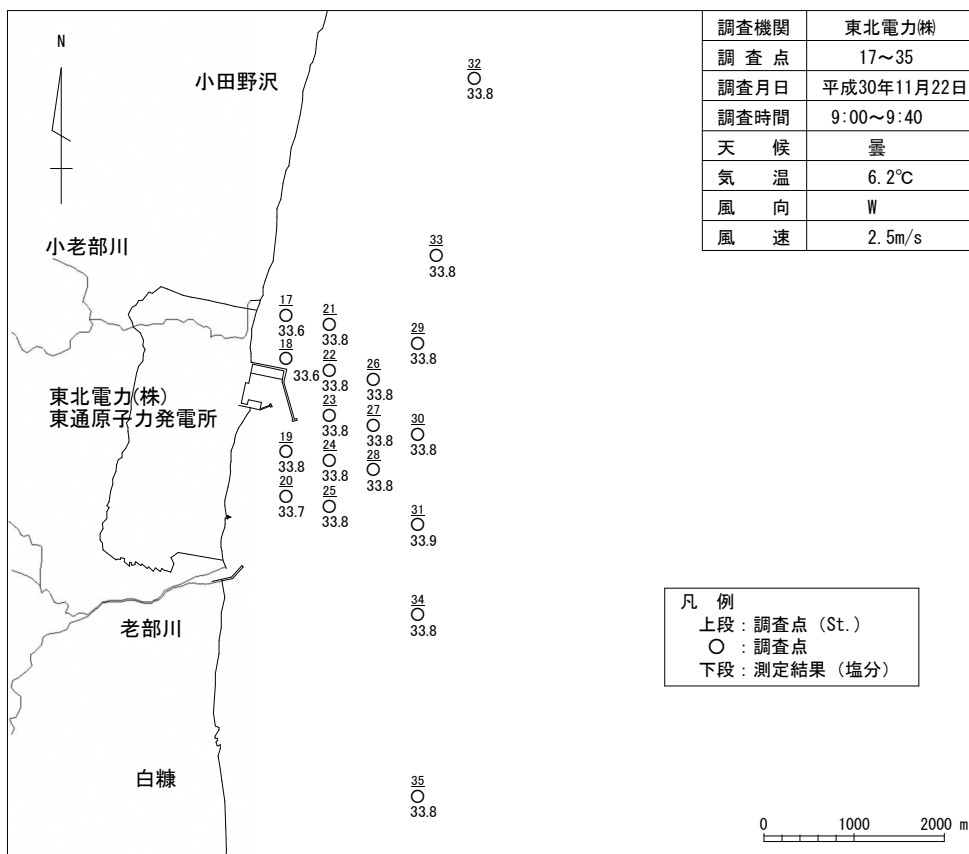 調査機関 東北電力㈱
調査点 17～35
調査月日 平成30年11月22日
調査時間 9:00～9:40
天候 曇
気温 6.2℃
風向 W
風速 2.5m/s
N
小田野沢
32
33.8
小老部川
33
33.8
17
33.6
21
33.8
29
33.8
18
33.6
22
33.8
26
33.8
東北電力(株)
東通原子力発電所
23
33.8
27
33.8
30
33.8
19
33.8
24
33.8
28
33.8
20
33.7
25
33.8
31
33.9
34
33.8
老部川
凡 例
上段：調査点（St.）
○ ：調査点
下段：測定結果（塩分）
白糠
35
33.8
0 1000 2000 m